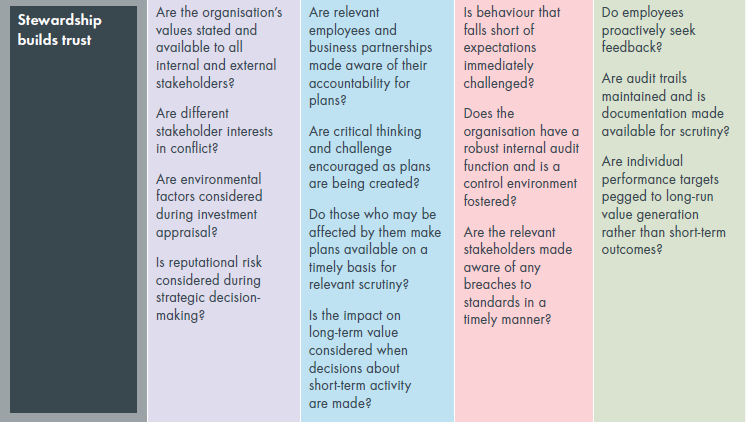 Stewardship
builds trust
Are the organisation's
values stated and
available to all
internal and external
stakeholders?
Are different
stakeholder interests
in conflict?
Are environmental
factors considered
during investment
appraisal?
Is reputational risk
considered during
strategic decision-
making?
Are relevant
employees and
business partnerships
made aware of their
accountability for
plans?
Are critical thinking
and challenge
encouraged as plans
are being created?
Do those who may be
affected by them make
plans available on a
timely basis for
relevant scrutiny?
Is the impact on
long-term value
considered when
decisions about
short-term activity
are made?
Is behaviour that
falls short of
expectations
immediately
challenged?
Does the
organisation have a
robust internal audit
function and is a
control environment
fostered?
Are the relevant
stakeholders made
aware of any
breaches to
standards in a
timely manner?
Do employees
proactively seek
feedback?
Are audit trails
maintained and is
documentation made
available for scrutiny?
Are individual
performance targets
pegged to long-run
value generation
rather than short-term
outcomes?